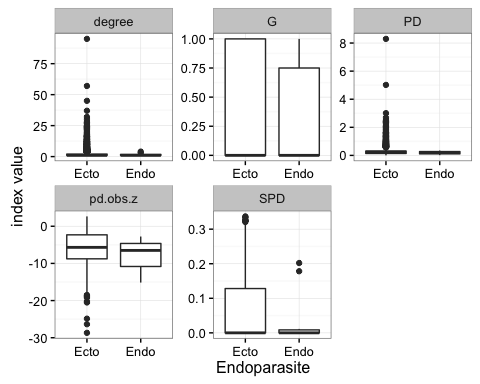 degree
G
PD
75
50
25
0
1.00
0.75
0.50
0.25
0.00
8
6
4
2
0
Ecto
Endo
Ecto
Endo
Ecto
Endo
index value
pd.obs.z
SPD
0
-10
-20
-30
0.3
0.2
0.1
0.0
Ecto
Endo
Ecto
Endo
Endoparasite